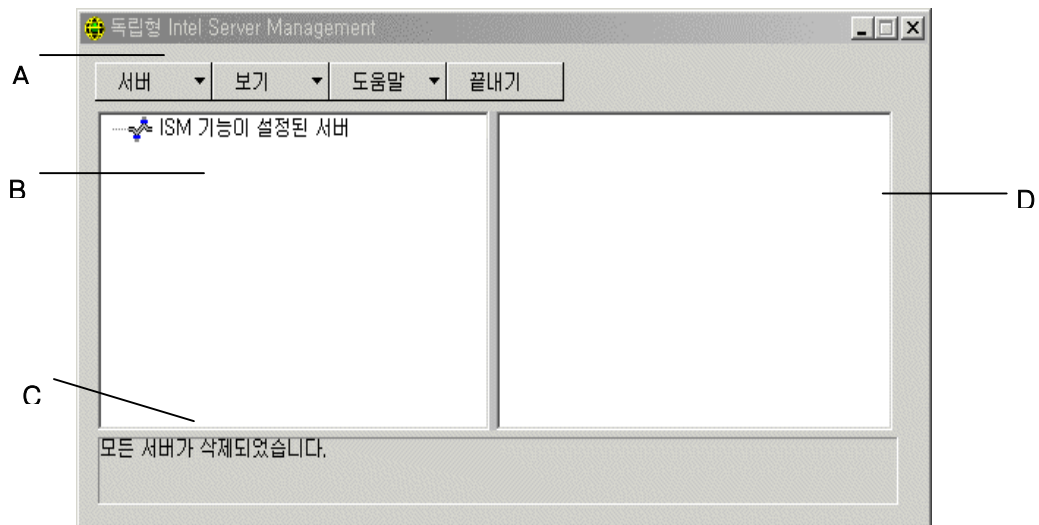 독립형 Intel Server Management
A
서버 보기 도움말 끝내기
ISM 기능이 설정된 서버
B
D
C
모든 서버가 삭제되었습니다.